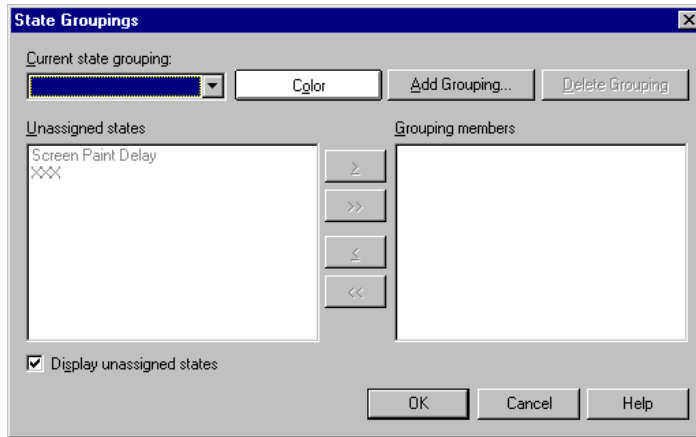 State Groupings
Current state grouping:
Color
Add Grouping...
Delete Grouping
Unassigned states
Grouping members
Screen Paint Delay
XXX
>
>>
<
<<
Display unassigned states
OK
Cancel
Help